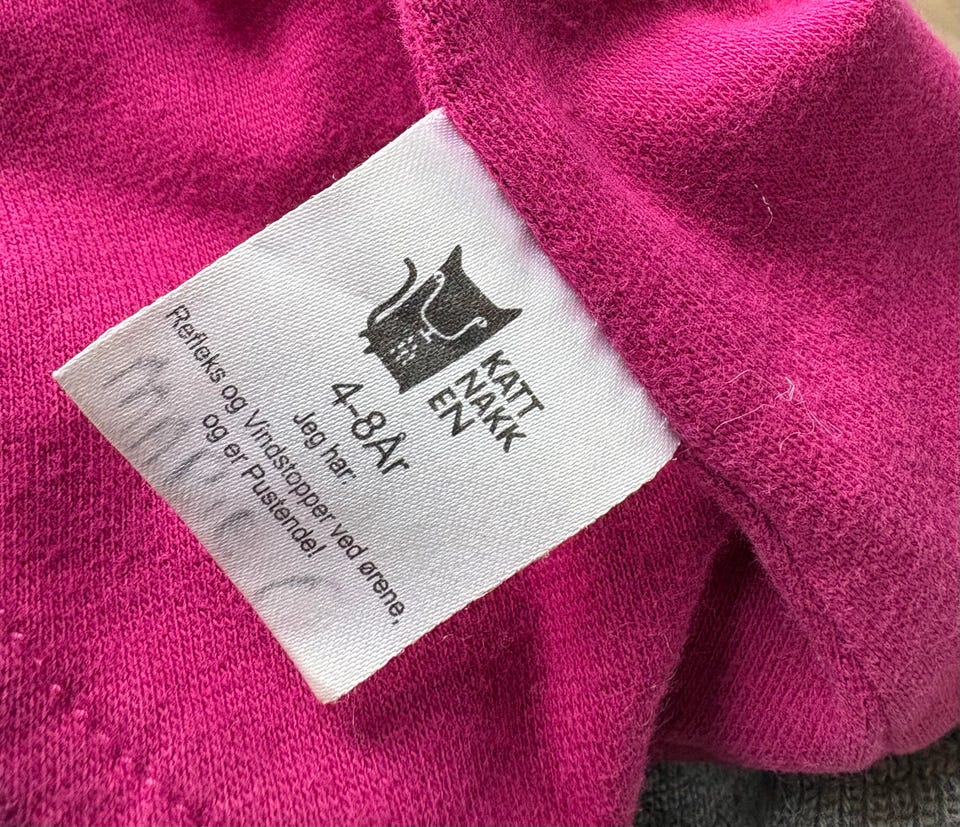 KATT
NAKK
EN
4-8År
Jeg har:
Refleks og Vindstopper ved ørene,
og er Pustende!